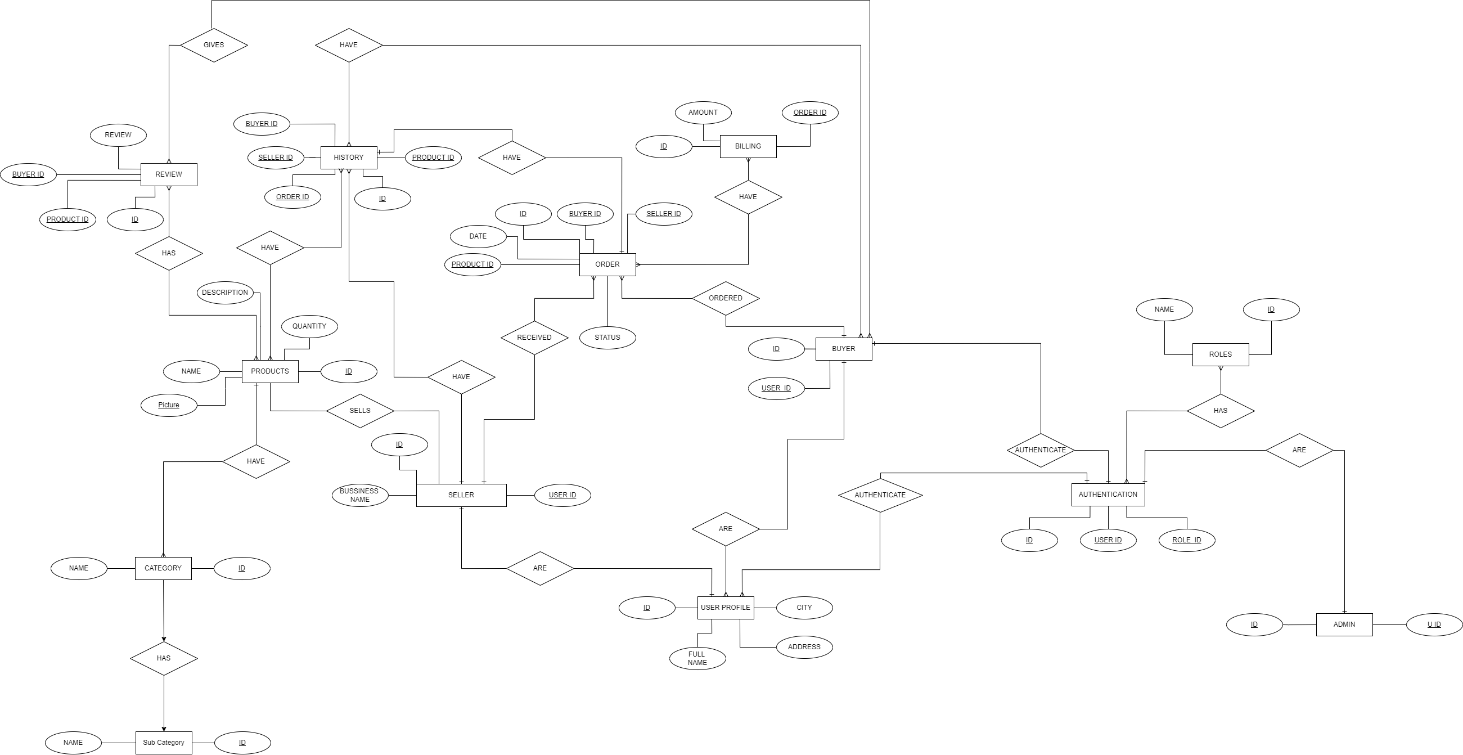 GIVES
HAVE
AMOUNT
ORDER ID
BUYER ID
REVIEW
ID
BILLING
SELLER ID
HISTORY
PRODUCT ID
HAVE
BUYER ID
REVIEW
ORDER ID
ID
HAVE
PRODUCT ID
ID
ID
BUYER ID
SELLER ID
DATE
HAS
HAVE
PRODUCT ID
ORDER
DESCRIPTION
ORDERED
NAME
ID
QUANTITY
RECEIVED
STATUS
ID
BUYER
ROLES
NAME
PRODUCTS
ID
HAVE
USER_ID
Picture
SELLS
HAS
ID
AUTHENTICATE
ARE
HAVE
BUSSINESS
NAME
SELLER
USER ID
AUTHENTICATE
AUTHENTICATION
ARE
ID
USER ID
ROLE_ID
NAME
CATEGORY
ID
ARE
ID
USER PROFILE
CITY
ID
ADMIN
U ID
ADDRESS
FULL
NAME
HAS
NAME
Sub Category
ID